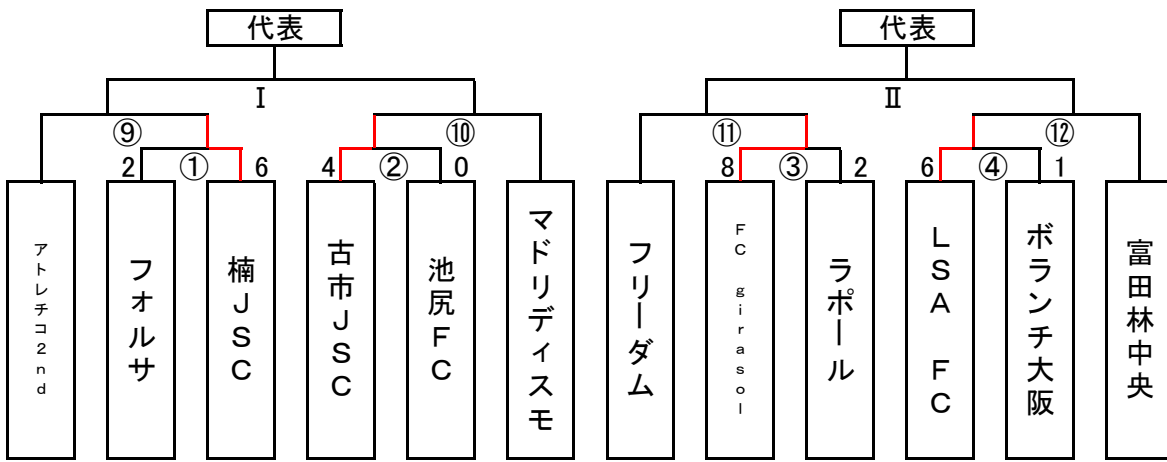 代表
代表
Ⅰ
Ⅱ
⑨
⑩
⑪
⑫
2 ① 6
4 ② 0
8 ③ 2
6 ④ 1
アトレチコ2nd
フォルサ
楠JSC
古市JSC
池尻FC
マドリディスモ
フリーダム
FC girasol
ラポール
LSA FC
ボランチ大阪
富田林中央